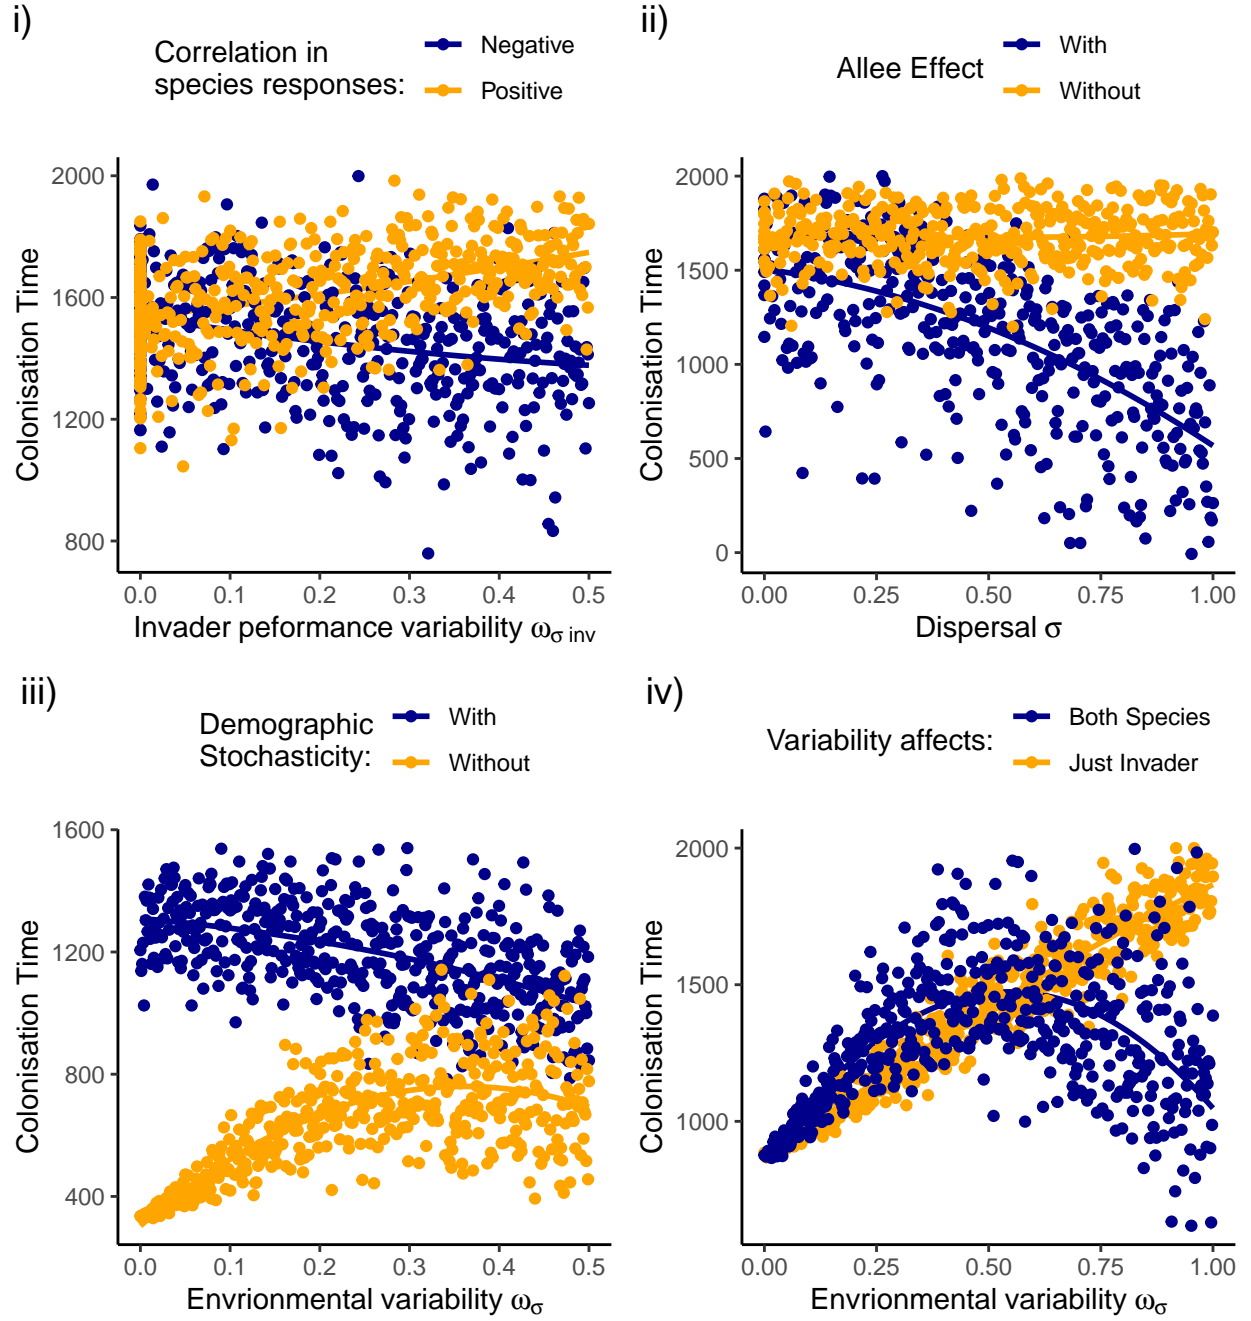 i)
Correlation in
species responses:
Negative
Positive
Colonisation Time
2000
1600
1200
800
0.0 0.1 0.2 0.3 0.4 0.5
Invader peformance variability ωσ inv
ii)
Allee Effect
With
Without
Colonisation Time
2000
1500
1000
500
0
0.00 0.25 0.50 0.75 1.00
Dispersal σ
iii)
Demographic
Stochasticity:
With
Without
Colonisation Time
1600
1200
800
400
0.0 0.1 0.2 0.3 0.4 0.5
Envrionmental variability ωσ
iv)
Variability affects:
Both Species
Just Invader
Colonisation Time
2000
1500
1000
0.00 0.25 0.50 0.75 1.00
Envrionmental variability ωσ